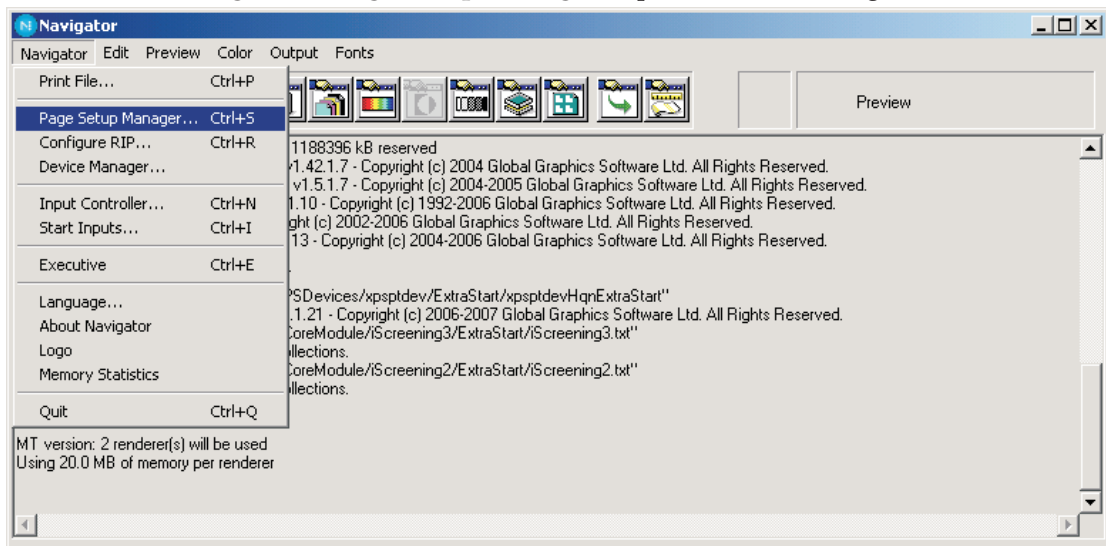 Navigator
Navigator Edit Preview Color Output Fonts
Print File... Ctrl+P
Page Setup Manager... Ctrl+S
Configure RIP... Ctrl+R
Device Manager...
Input Controller... Ctrl+N
Start Inputs... Ctrl+I
Executive Ctrl+E
Language...
About Navigator
Logo
Memory Statistics
Quit Ctrl+Q
Preview
1188396 kB reserved
v1.42.1.7 - Copyright (c) 2004 Global Graphics Software Ltd. All Rights Reserved.
v1.5.1.7 - Copyright (c) 2004-2005 Global Graphics Software Ltd. All Rights Reserved.
1.10 - Copyright (c) 1992-2006 Global Graphics Software Ltd. All Rights Reserved.
ght (c) 2002-2006 Global Graphics Software Ltd. All Rights Reserved.
13 - Copyright (c) 2004-2006 Global Graphics Software Ltd. All Rights Reserved.
.
PSDevices/xpsptdev/ExtraStart/xpsptdevHqnExtraStart"
.1.21 - Copyright (c) 2006-2007 Global Graphics Software Ltd. All Rights Reserved.
CoreModule/iScreening3/ExtraStart/iScreening3.txt"
llections.
CoreModule/iScreening2/ExtraStart/iScreening2.txt"
llections.
MT version: 2 renderer(s) will be used
Using 20.0 MB of memory per renderer